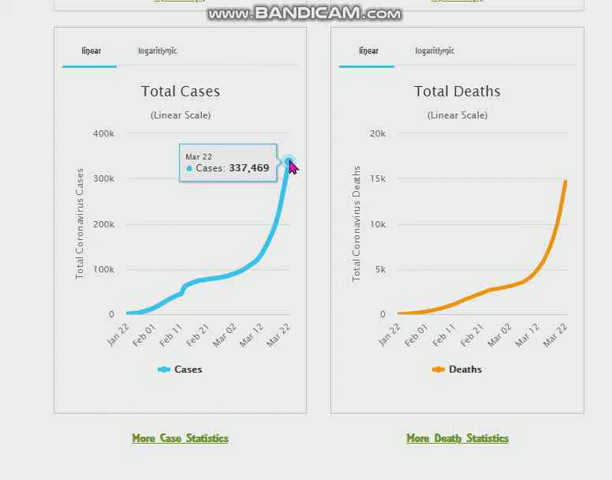 www.BANDICAM.com
linear logarithmic
Total Cases
(Linear Scale)
Total Coronavirus Cases
400k
300k
200k
100k
0
Mar 22
Cases: 337,469
Jan 22 Feb 01 Feb 11 Feb 21 Mar 02 Mar 12 Mar 22
Cases
More Case Statistics
linear logarithmic
Total Deaths
(Linear Scale)
Total Coronavirus Deaths
20k
15k
10k
5k
0
Jan 22 Feb 01 Feb 11 Feb 21 Mar 02 Mar 12 Mar 22
Deaths
More Death Statistics